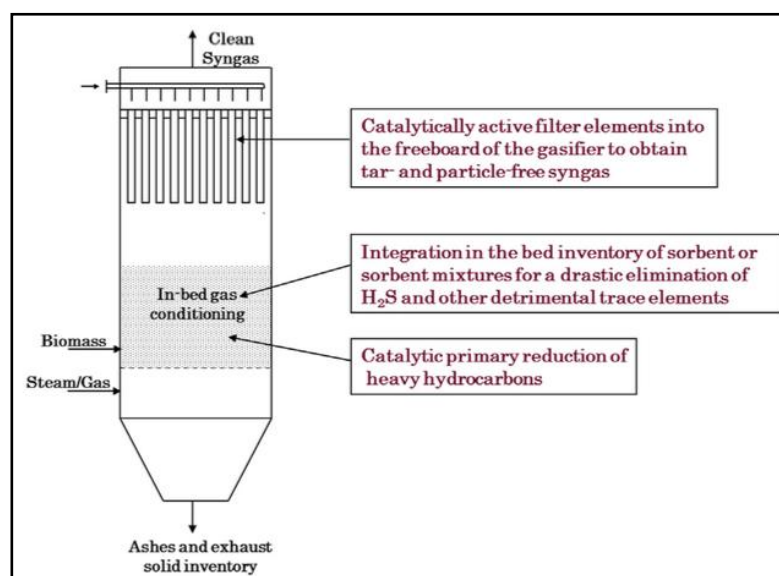 Clean
Syngas
Catalytically active filter elements into
the freeboard of the gasifier to obtain
tar- and particle-free syngas
Integration in the bed inventory of sorbent or
sorbent mixtures for a drastic elimination of
H₂S and other detrimental trace elements
In-bed gas
conditioning
Biomass
Catalytic primary reduction of
heavy hydrocarbons
Steam/Gas
Ashes and exhaust
solid inventory